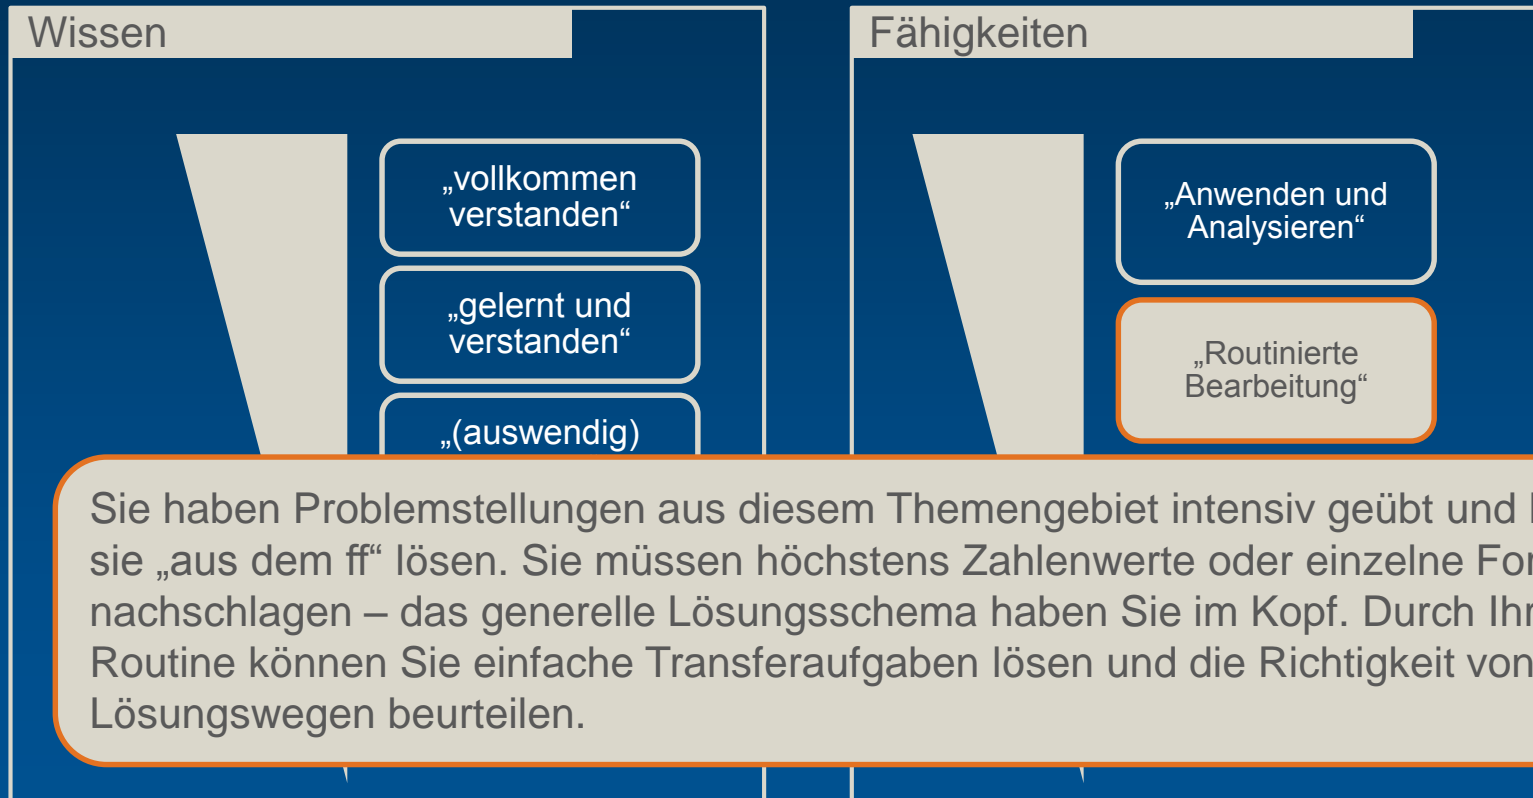 Wissen
„vollkommen
verstanden“
„gelernt und
verstanden“
„(auswendig)
Fähigkeiten
„Anwenden und
Analysieren“
„Routinierte
Bearbeitung“
Sie haben Problemstellungen aus diesem Themengebiet intensiv geübt und
sie „aus dem ff“ lösen. Sie müssen höchstens Zahlenwerte oder einzelne
nachschlagen – das generelle Lösungsschema haben Sie im Kopf. Durch
Routine können Sie einfache Transferaufgaben lösen und die Richtigkeit von
Lösungswegen beurteilen.